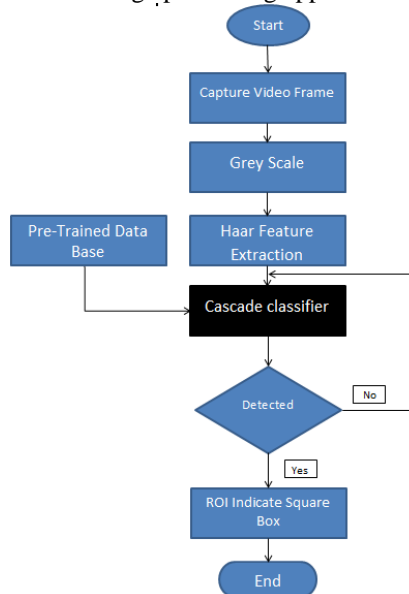 Start
Capture Video Frame
Grey Scale
Pre-Trained Data
Base
Haar Feature
Extraction
Cascade classifier
Detected
No
Yes
ROI Indicate Square
Box
End